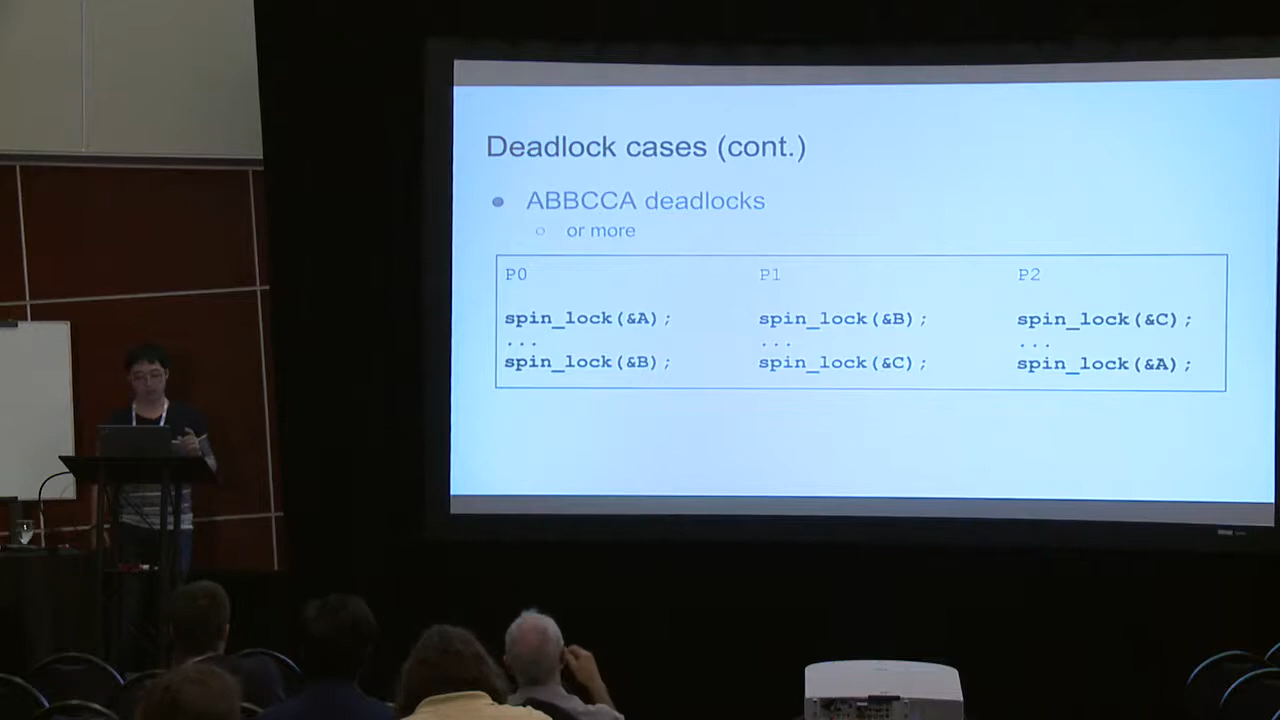 Deadlock cases (cont.)
● ABBCCA deadlocks
○ or more
P0 P1 P2
spin_lock(&A); spin_lock(&B); spin_lock(&C);
... ... ...
spin_lock(&B); spin_lock(&C); spin_lock(&A);